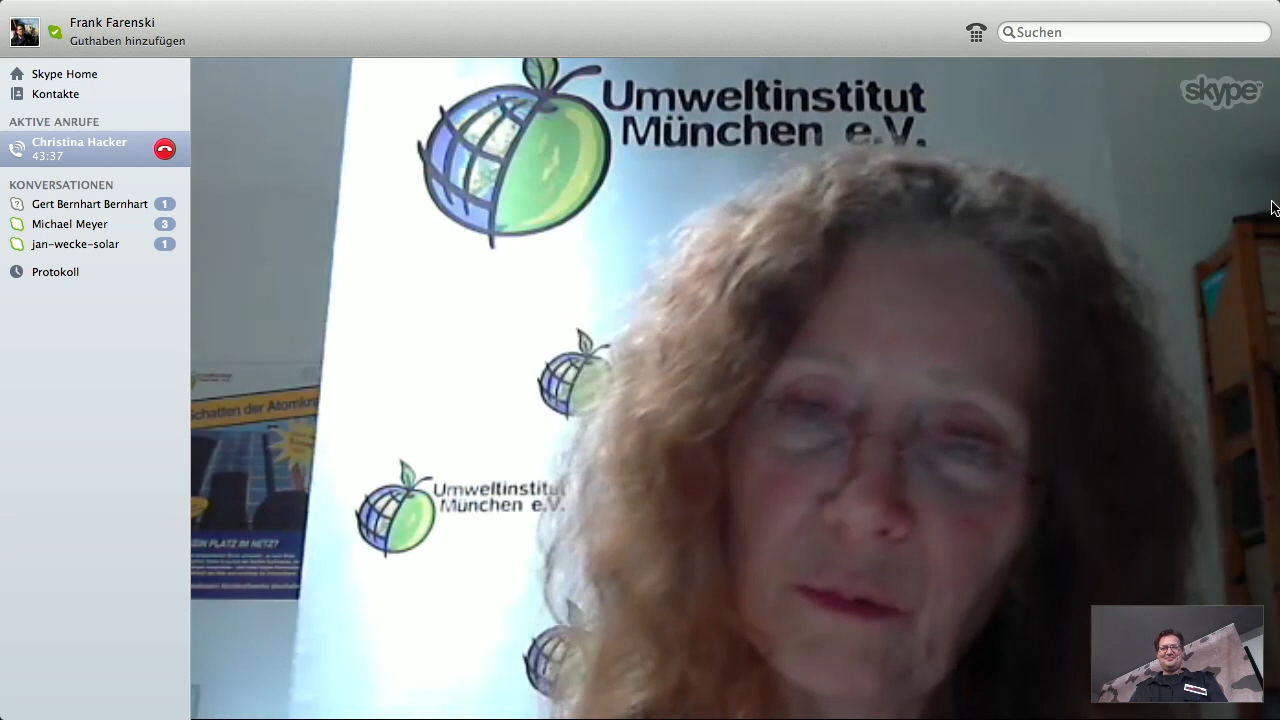 Frank Farenski
Guthaben hinzufügen
Suchen
Skype Home
Kontakte
AKTIVE ANRUFE
Christina Hacker
43:37
KONVERSATIONEN
Gert Bernhart Bernhart 1
Michael Meyer 3
jan-wecke-solar 1
Protokoll
skype
Umweltinstitut
München e.V.
Schatten der Atomkra
Umweltinstitut
München e.V.
EIN PLATZ IM NETZ?